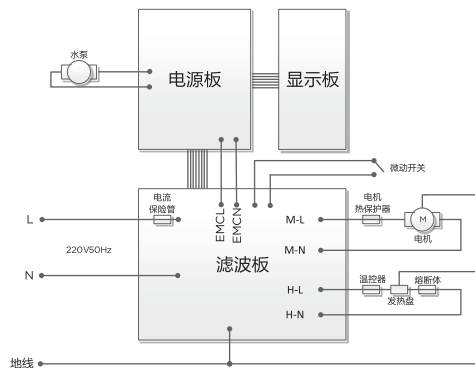 水泵
电源板
显示板
微动开关
电流
保险管
EMCL
EMCN
电机
热保护器
L
M-L
M
电机
220V50Hz
M-N
滤波板
N
温控器
熔断体
H-L
发热盘
H-N
地线